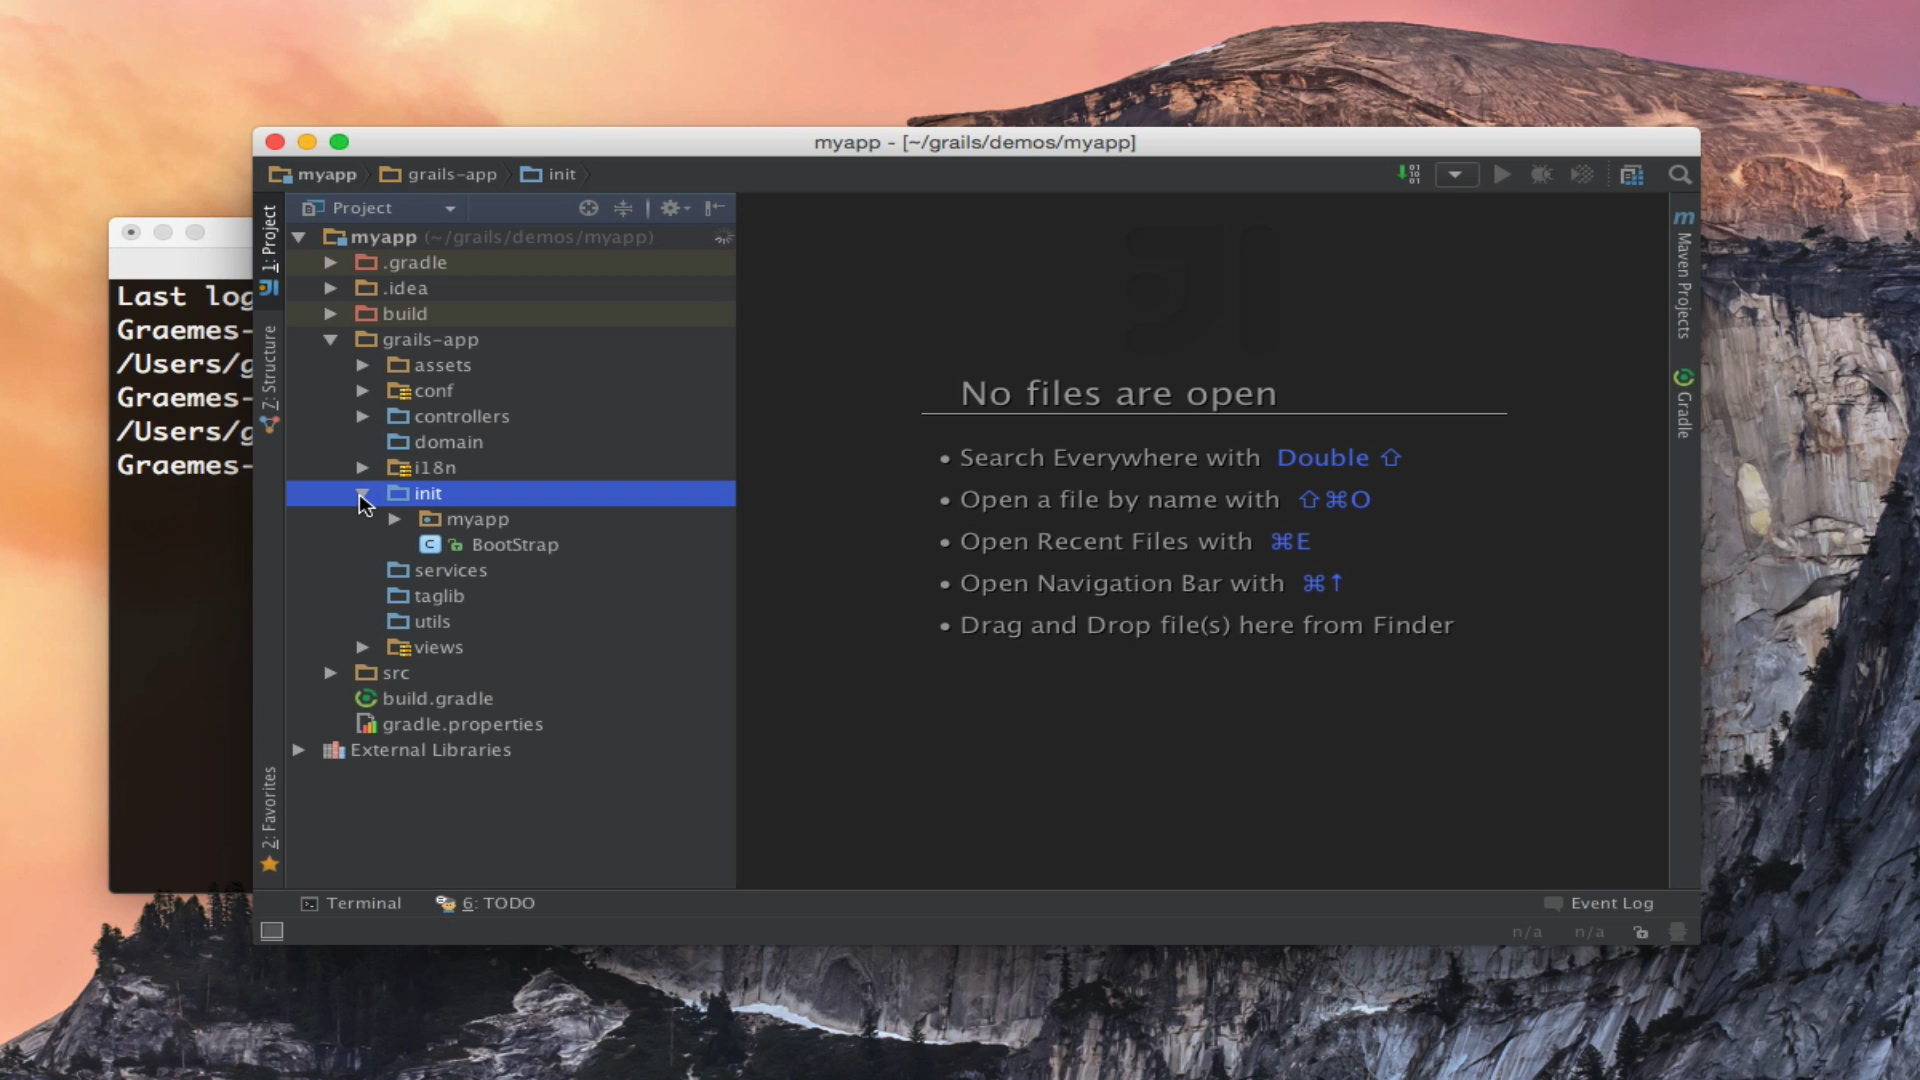 myapp - [~/grails/demos/myapp]
myapp grails-app init
Project
myapp (~/grails/demos/myapp)
.gradle
.idea
build
grails-app
assets
conf
controllers
domain
i18n
init
myapp
BootStrap
services
taglib
utils
views
src
build.gradle
gradle.properties
External Libraries
1: Project
7: Structure
2: Favorites
Last log
Graemes-
/Users/g
Graemes-
/Users/g
Graemes-
No files are open
• Search Everywhere with Double ⇧
• Open a file by name with ⇧⌘O
• Open Recent Files with ⌘E
• Open Navigation Bar with ⌘↑
• Drag and Drop file(s) here from Finder
Maven Projects
Gradle
Terminal
6: TODO
Event Log
n/a n/a